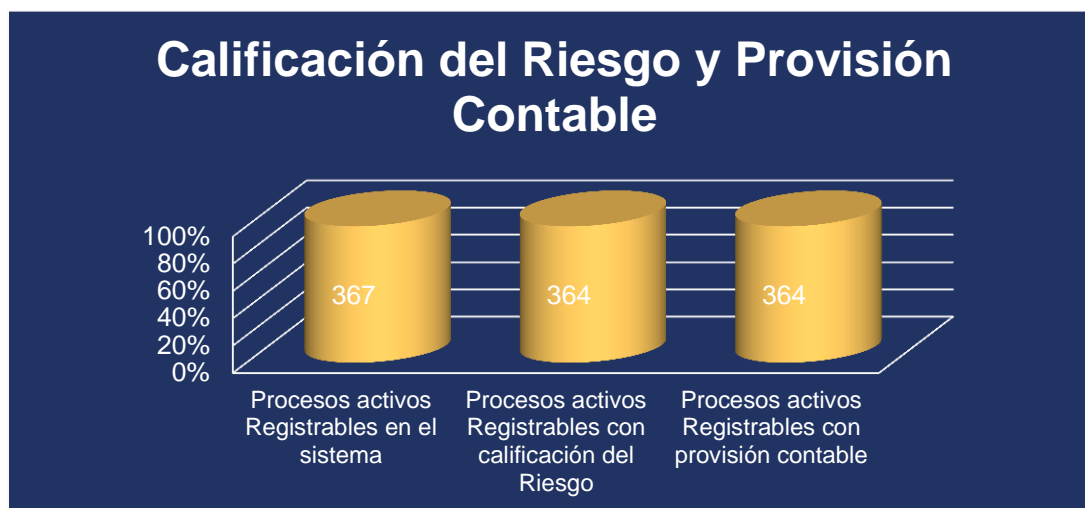 Calificación del Riesgo y Provisión
Contable
100%
80%
60%
40%
20%
0%
367
364
364
Procesos activos
Registrables en el
sistema
Procesos activos
Registrables con
calificación del
Riesgo
Procesos activos
Registrables con
provisión contable